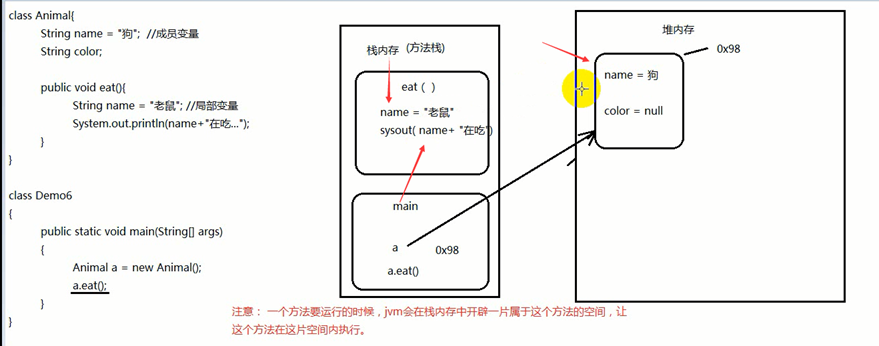 class Animal{
String name = "狗";  //成员变量
String color;
public void eat(){
String name = "老鼠"; //局部变量
System.out.println(name+"在吃...");
}
}
class Demo6
{
public static void main(String[] args)
{
Animal a = new Animal();
a.eat();
}
}
栈内存 (方法栈)
eat ( )
name = "老鼠"
sysout( name+ "在吃")
main
a 0x98
a.eat()
堆内存
0x98
name = 狗
color = null
注意： 一个方法要运行的时候，jvm会在栈内存中开辟一片属于这个方法的空间，让
这个方法在这片空间内执行。